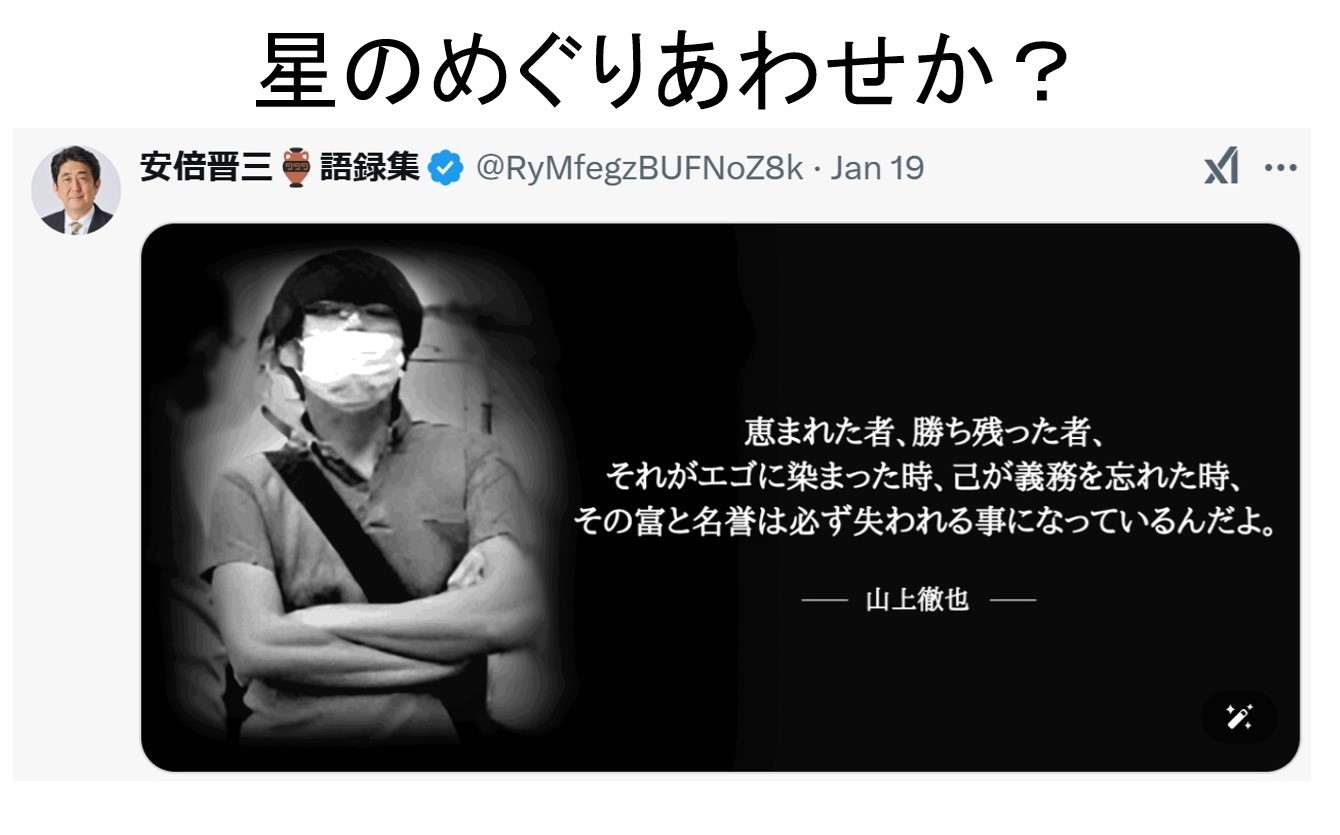 星のめぐりあわせか？
安倍晋三🏺語録集 @RyMfegzBUFNoZ8k · Jan 19
恵まれた者、勝ち残った者、
それがエゴに染まった時、己が義務を忘れた時、
その富と名誉は必ず失われる事になっているんだよ。
山上徹也